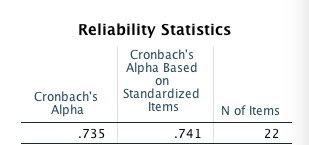 Reliability Statistics
Cronbach's
Alpha Based
on
Standardized
Items
Cronbach's
Alpha
N of Items
.735 .741 22